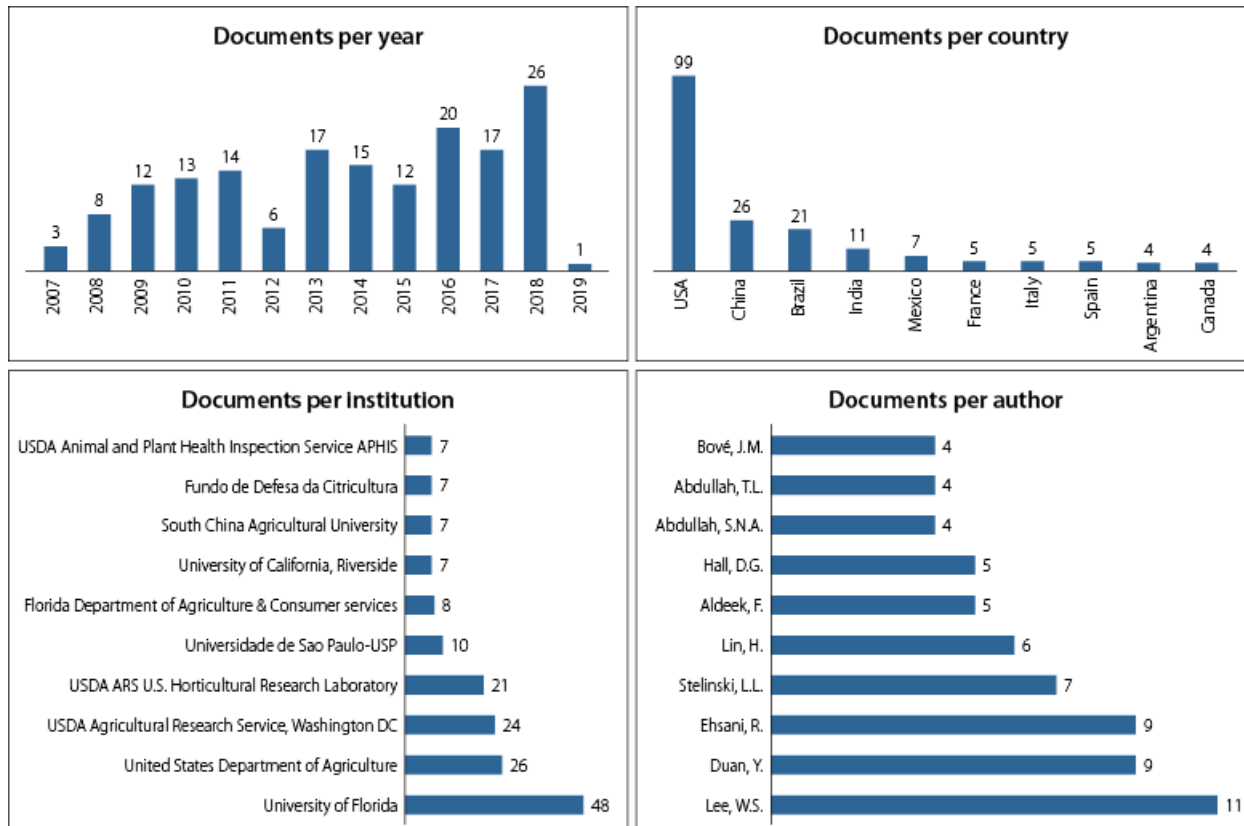 Documents per year
3
8
12
13
14
6
17
15
12
20
17
26
1
2007
2008
2009
2010
2011
2012
2013
2014
2015
2016
2017
2018
2019
Documents per country
99
26
21
11
7
5
5
5
4
4
USA
China
Brazil
India
Mexico
France
Italy
Spain
Argentina
Canada
Documents per institution
USDA Animal and Plant Health Inspection Service APHIS 7
Fundo de Defesa da Citricultura 7
South China Agricultural University 7
University of California, Riverside 7
Florida Department of Agriculture & Consumer services 8
Universidade de Sao Paulo-USP 10
USDA ARS U.S. Horticultural Research Laboratory 21
USDA Agricultural Research Service, Washington DC 24
United States Department of Agriculture 26
University of Florida 48
Documents per author
Bové, J.M. 4
Abdullah, T.L. 4
Abdullah, S.N.A. 4
Hall, D.G. 5
Aldeek, F. 5
Lin, H. 6
Stelinski, L.L. 7
Ehsani, R. 9
Duan, Y. 9
Lee, W.S. 11